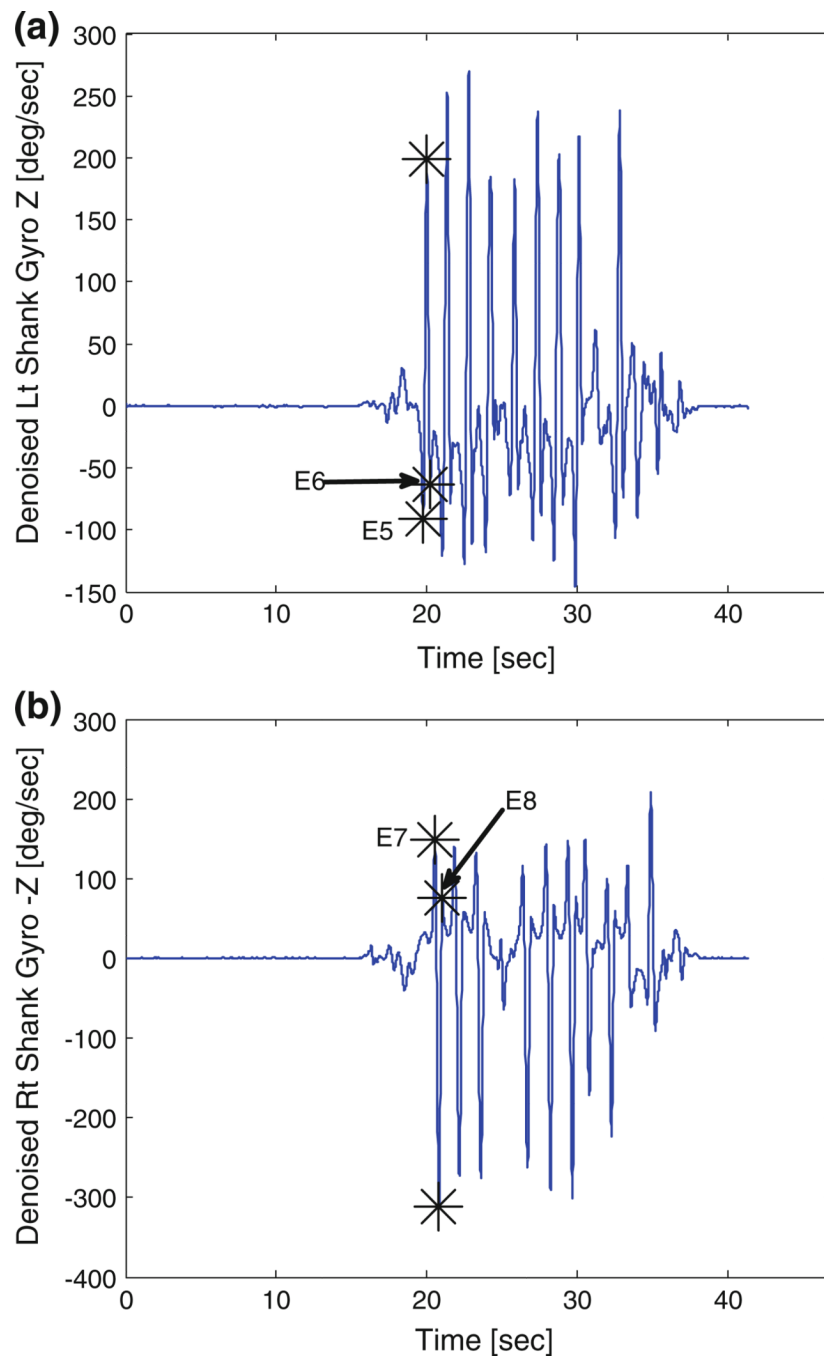 (a)
Denoised Lt Shank Gyro Z [deg/sec]
300
250
200
150
100
50
0
-50
-100
-150
E6
E5
0
10
20
30
40
Time [sec]
(b)
Denoised Rt Shank Gyro -Z [deg/sec]
300
200
100
0
-100
-200
-300
-400
E7
E8
0
10
20
30
40
Time [sec]